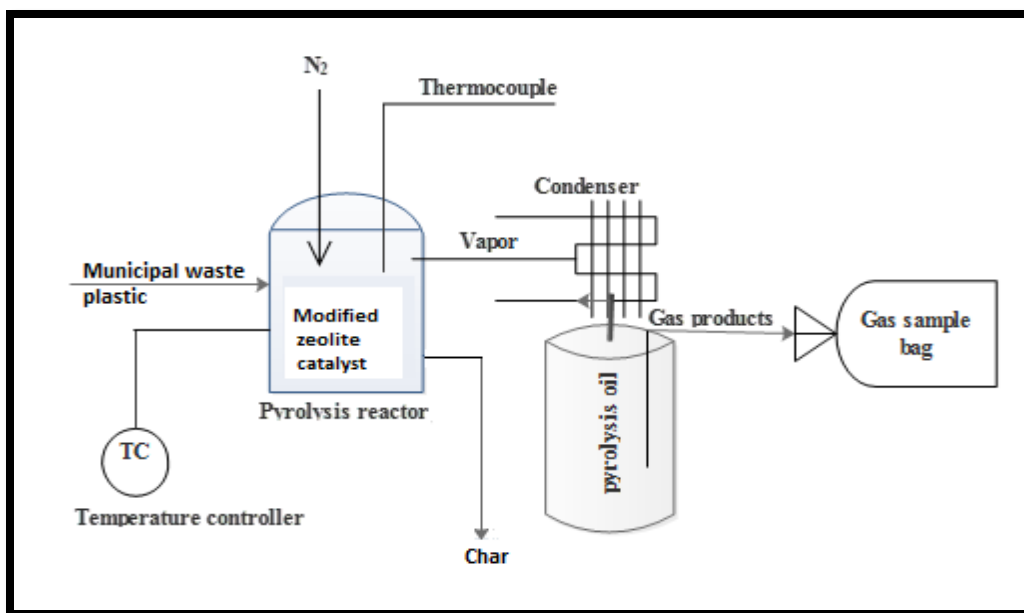 N₂
Thermocouple
Condenser
Vapor
Municipal waste
plastic
Modified
zeolite
catalyst
Gas products
Gas sample
bag
Pyrolysis reactor
pyrolysis oil
TC
Temperature controller
Char